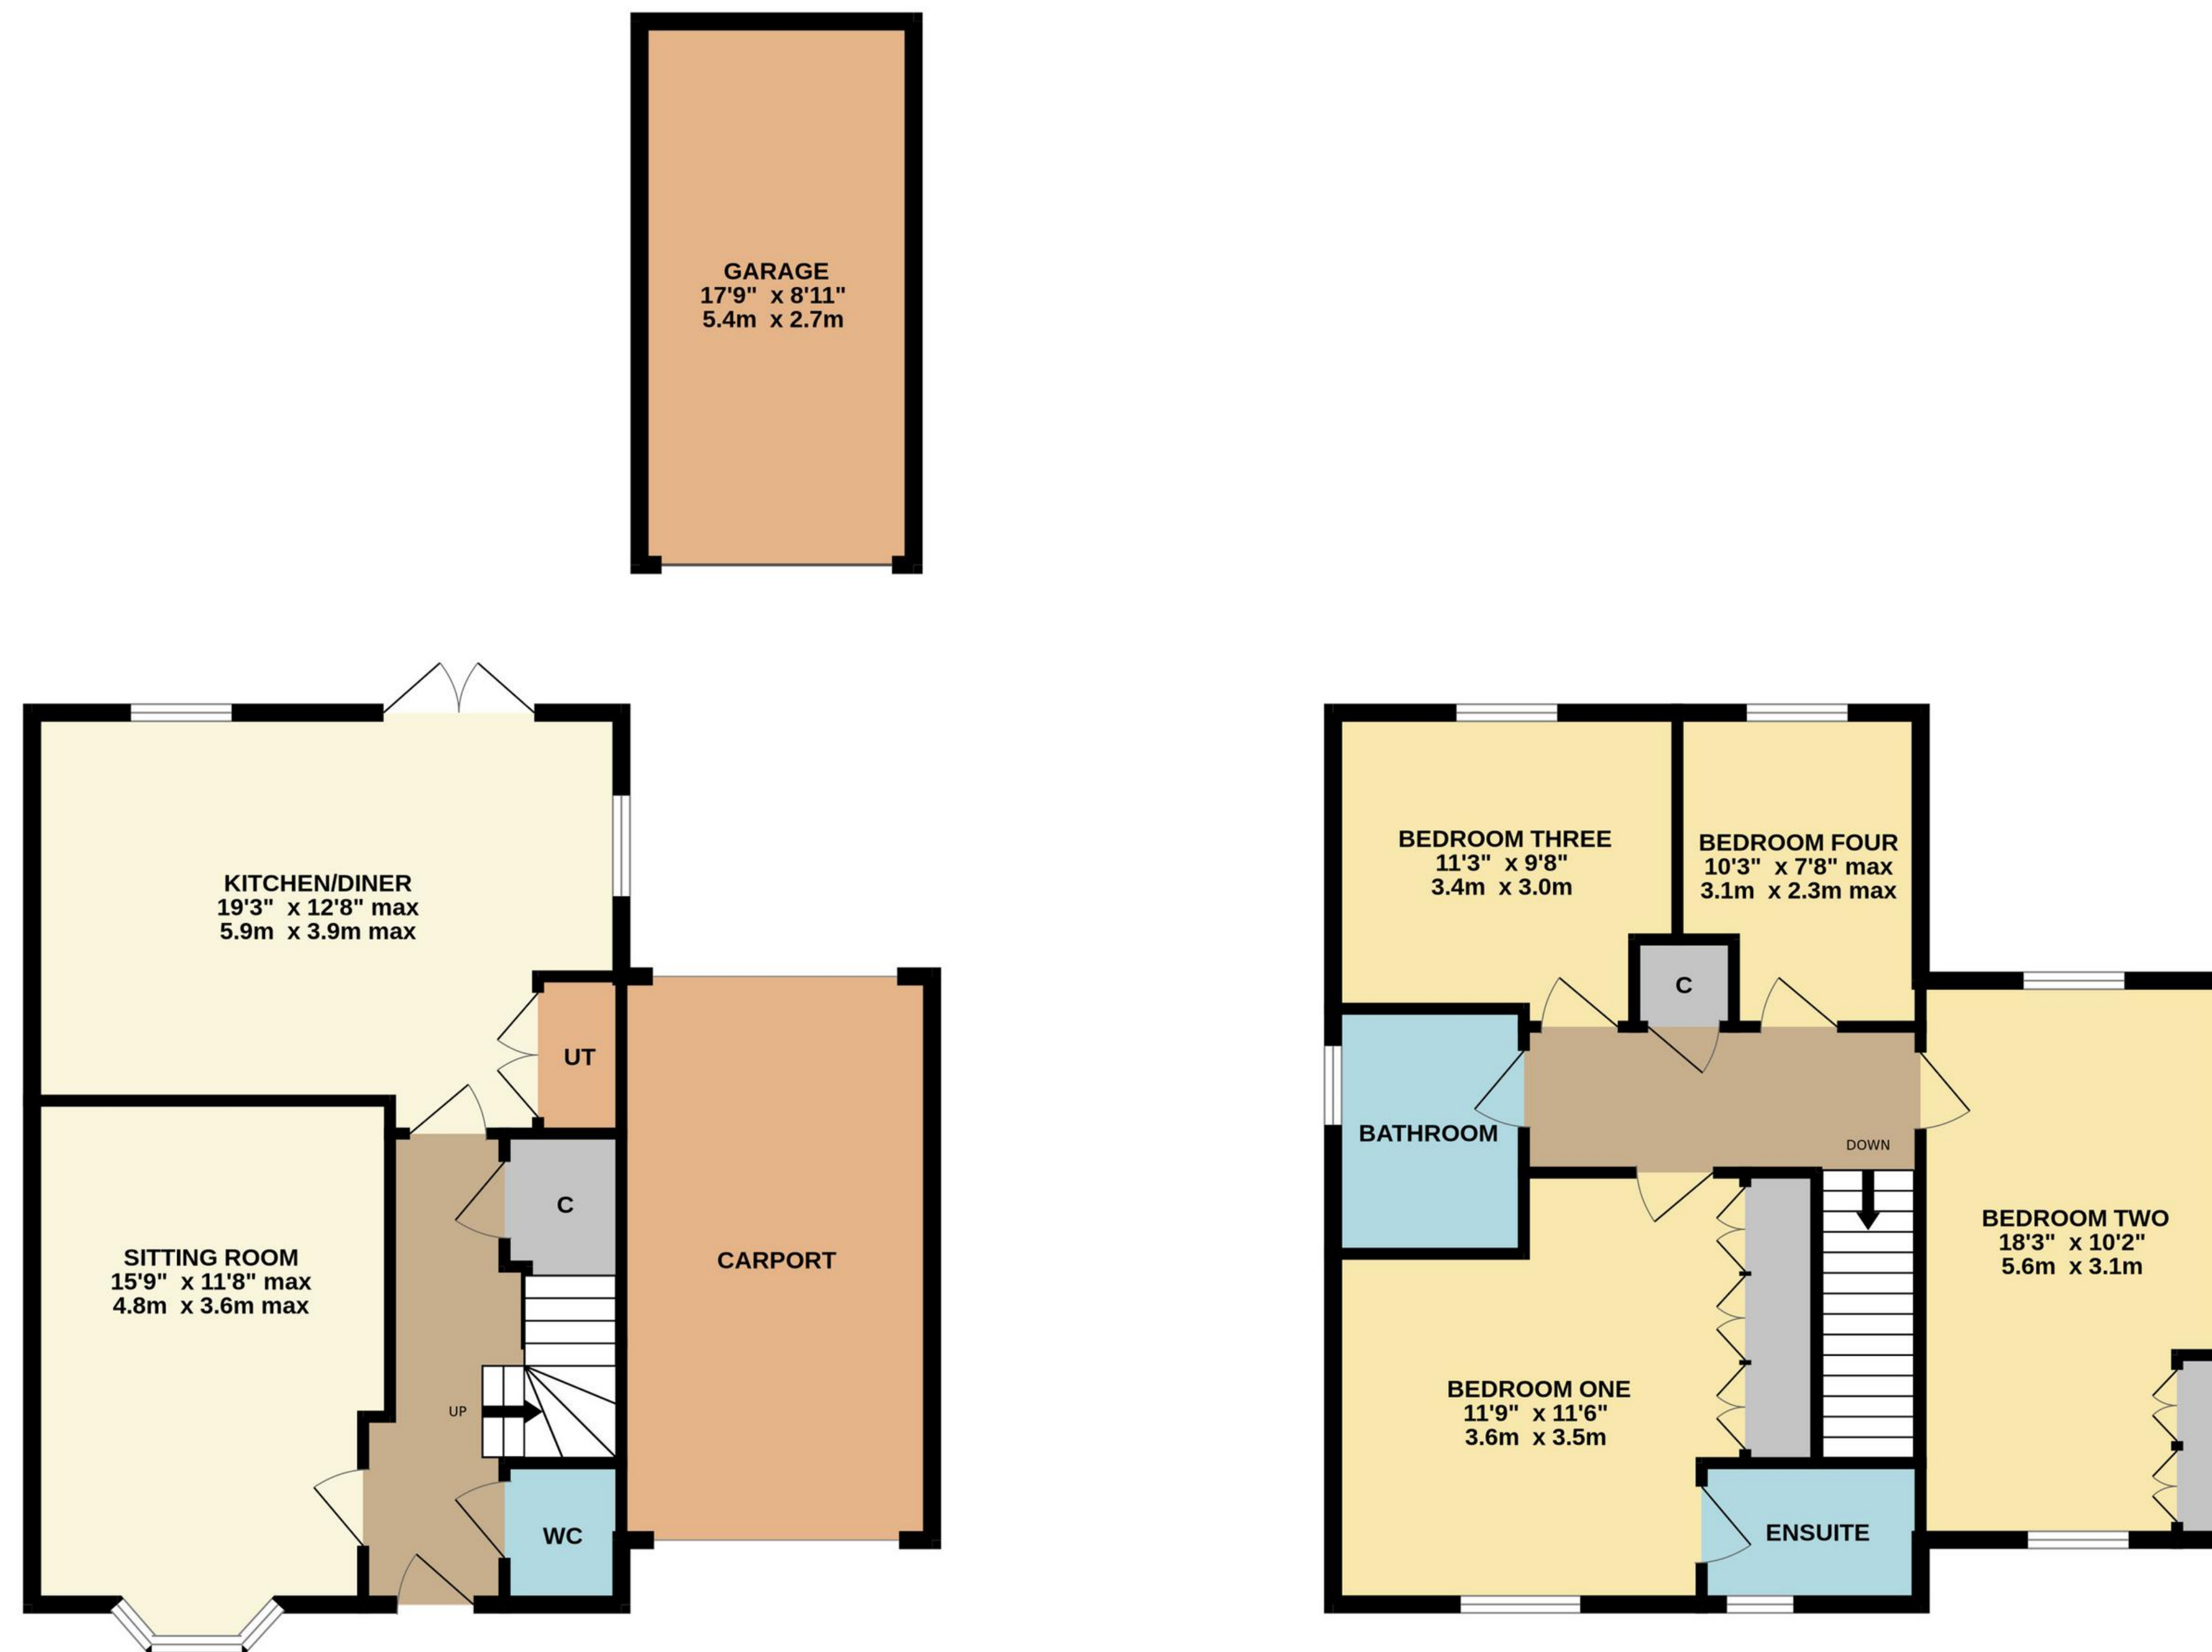 GARAGE
17'9" x 8'11"
5.4m x 2.7m
KITCHEN/DINER
19'3" x 12'8" max
5.9m x 3.9m max
UT
C
SITTING ROOM
15'9" x 11'8" max
4.8m x 3.6m max
CARPORT
UP
WC
BEDROOM THREE
11'3" x 9'8"
3.4m x 3.0m
BEDROOM FOUR
10'3" x 7'8" max
3.1m x 2.3m max
C
BATHROOM
DOWN
BEDROOM TWO
18'3" x 10'2"
5.6m x 3.1m
BEDROOM ONE
11'9" x 11'6"
3.6m x 3.5m
ENSUITE